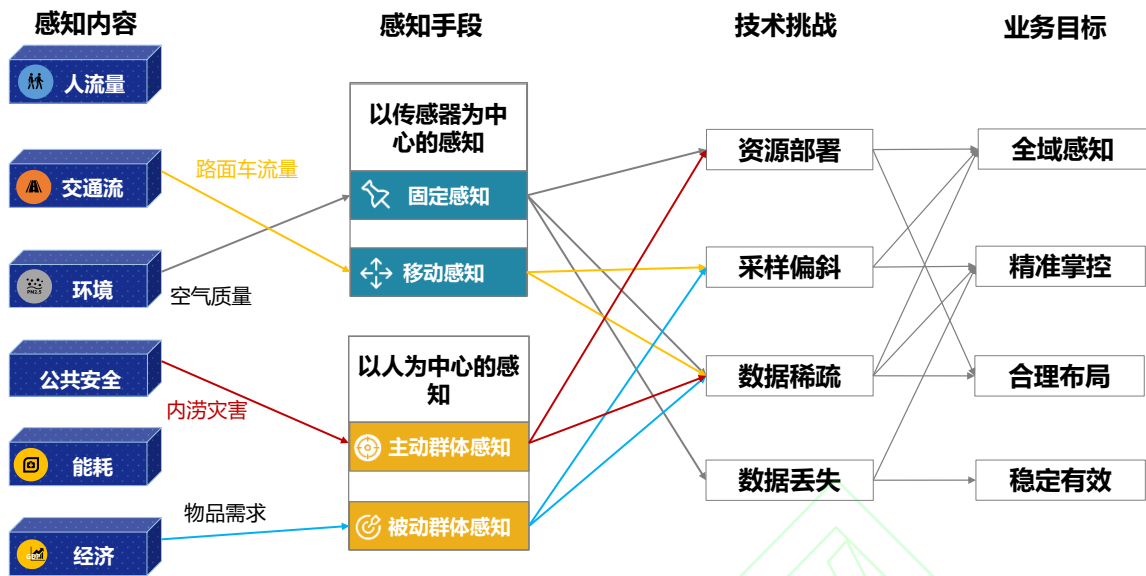 感知内容
感知手段
技术挑战
业务目标
人流量
交通流
环境
公共安全
能耗
经济
路面车流量
空气质量
内涝灾害
物品需求
以传感器为中
心的感知
固定感知
移动感知
以人为中心的感
知
主动群体感知
被动群体感知
资源部署
采样偏斜
数据稀疏
数据丢失
全域感知
精准掌控
合理布局
稳定有效
PM2.5
GDP